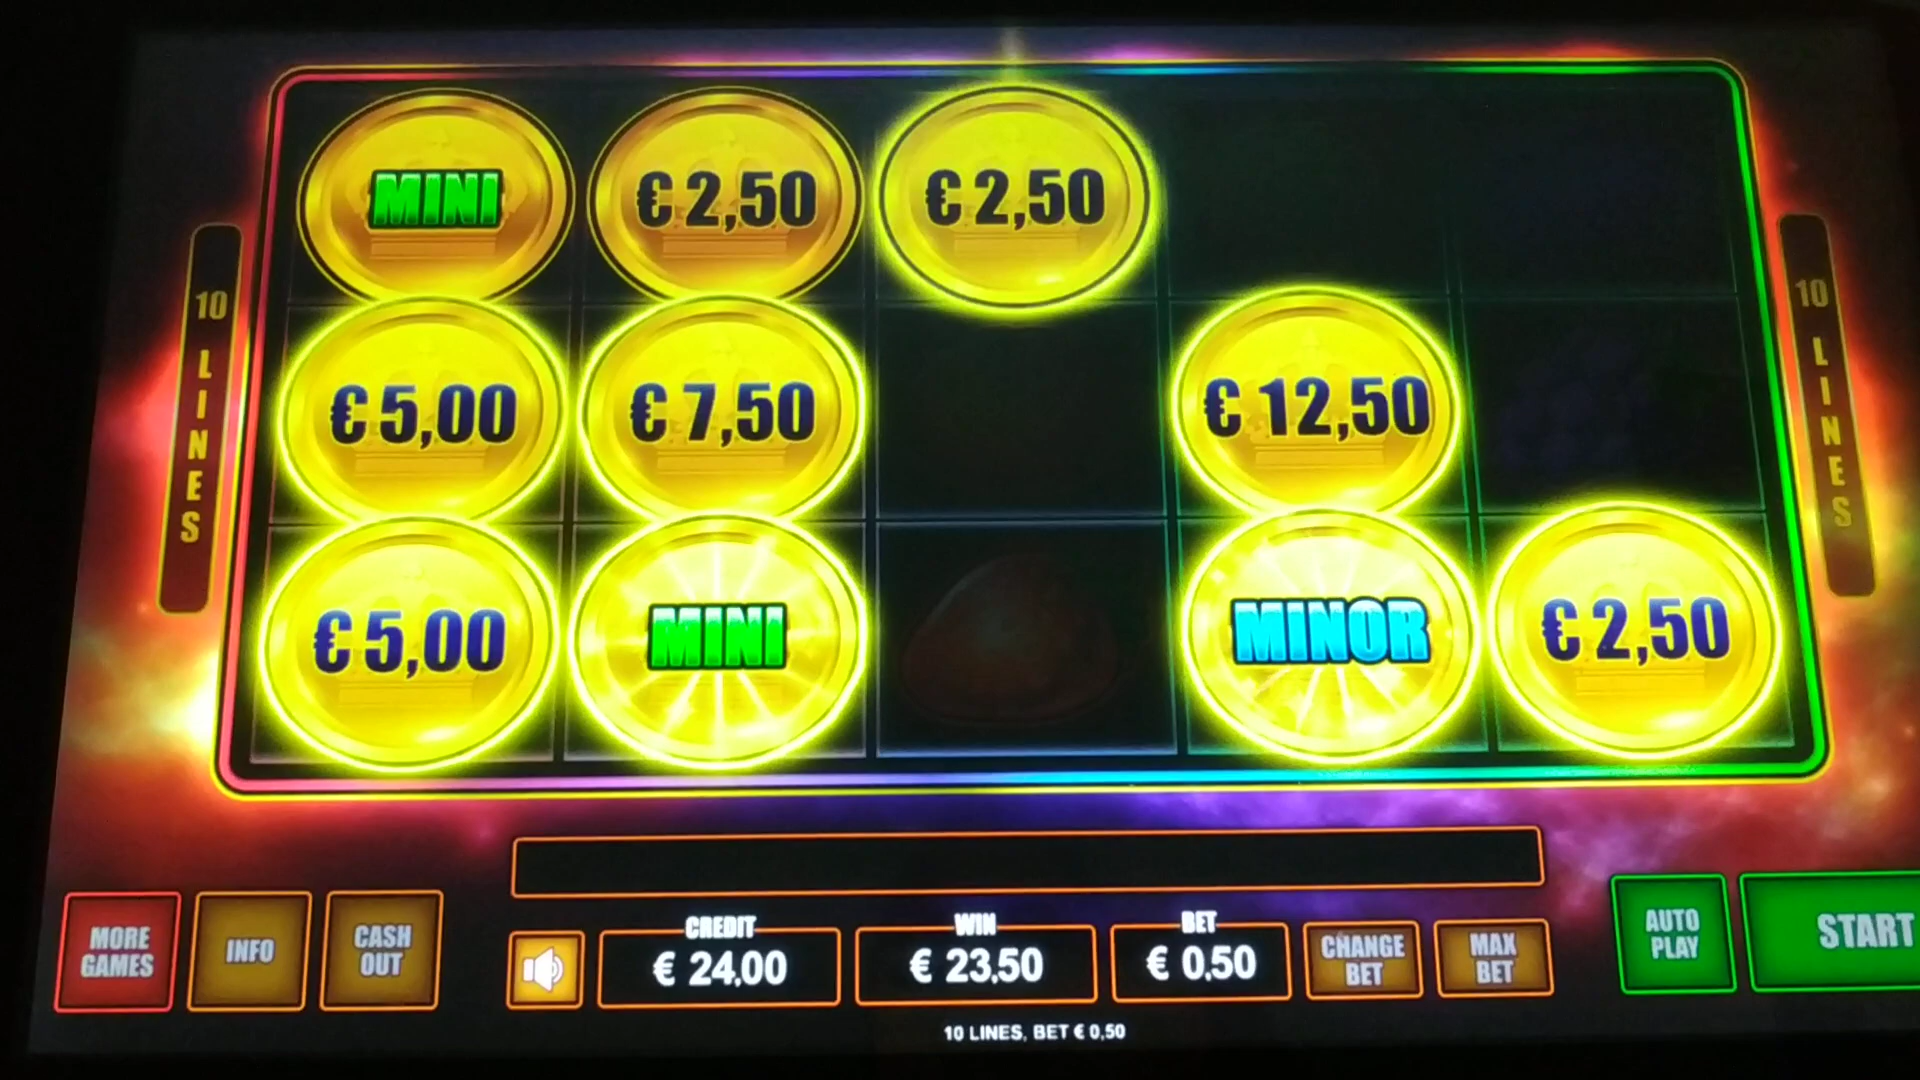 MINI
€ 2,50
€ 2,50
€ 5,00
€ 7,50
€ 12,50
€ 5,00
MINI
MINOR
€ 2,50
10 LINES
10 LINES
MORE GAMES
INFO
CASH OUT
CREDIT
€ 24,00
WIN
€ 23,50
BET
€ 0,50
CHANGE BET
MAX BET
AUTO PLAY
START
10 LINES, BET € 0,50